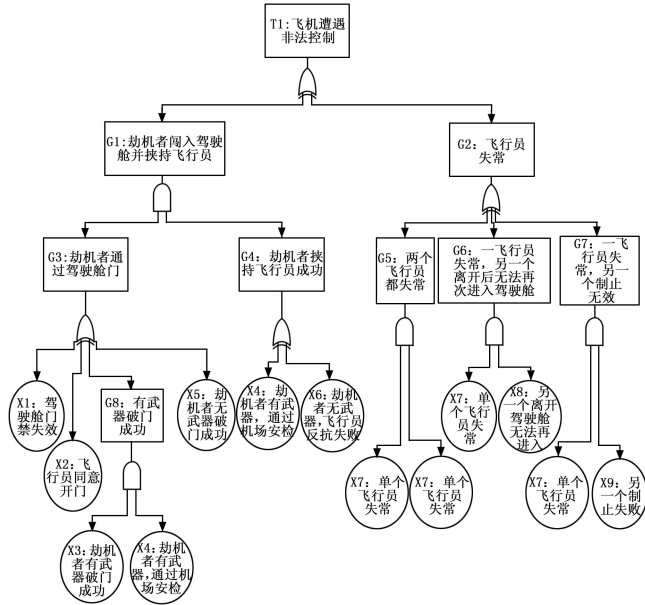 T1:飞机遭遇
非法控制
G1:劫机者闯入驾驶
舱并挟持飞行员
G2: 飞行员
失常
G3:劫机者通
过驾驶舱门
G4: 劫机者挟
持飞行员成功
G5: 两个
飞行员
都失常
G6: 一飞行员
失常，另一个
离开后无法再
次进入驾驶舱
G7: 一飞
行员失
常，另一
个制止
无效
X1: 驾
驶舱门
禁失效
X2: 飞
行员同意
开门
G8: 有武
器破门
成功
X5: 劫
机者无
武器破
门成功
X4: 劫
机者有武
器，通过
机场安检
X6: 劫机
者无武
器，飞行员
反抗失败
X7: 单个
飞行员失
常
X8: 另
一个离开
驾驶舱
无法再
进入
X3: 劫机
者有武
器破门
成功
X4: 劫机
者有武
器，通过机
场安检
X7: 单个
飞行员
失常
X7: 单个
飞行员
失常
X7: 单个
飞行员
失常
X9: 另
一个制
止失败